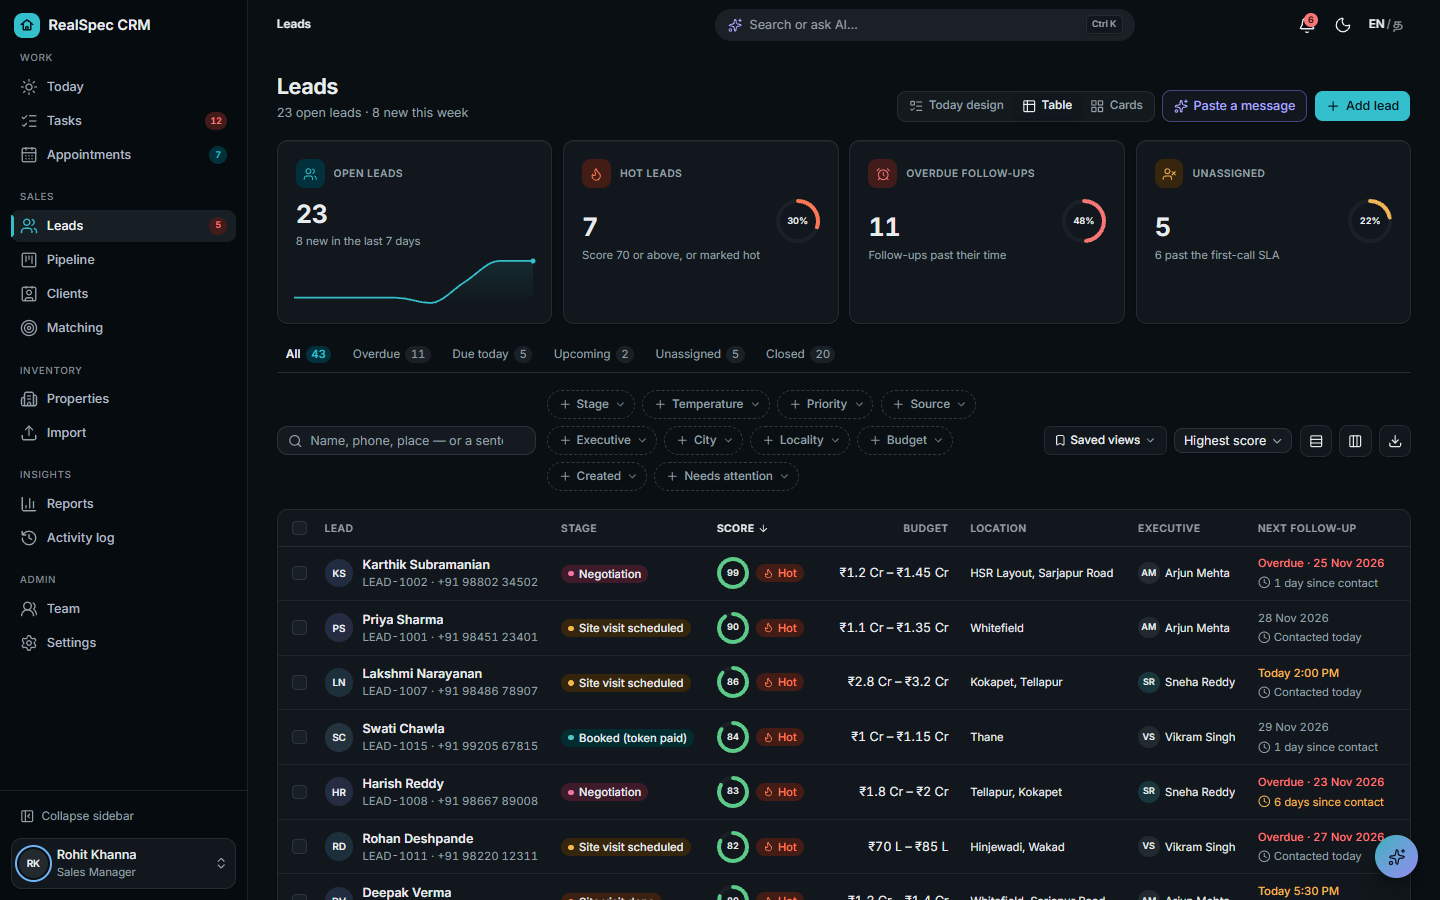 RealSpec CRM
WORK
Today
Tasks 12
Appointments 7
SALES
Leads 5
Pipeline
Clients
Matching
INVENTORY
Properties
Import
INSIGHTS
Reports
Activity log
ADMIN
Team
Settings
Collapse sidebar
RK Rohit Khanna
Sales Manager
Leads
Search or ask AI... Ctrl K
6
EN / த
Leads
23 open leads · 8 new this week
Today design Table Cards Paste a message Add lead
OPEN LEADS
23
8 new in the last 7 days
HOT LEADS
7 30%
Score 70 or above, or marked hot
OVERDUE FOLLOW-UPS
11 48%
Follow-ups past their time
UNASSIGNED
5 22%
6 past the first-call SLA
All 43 Overdue 11 Due today 5 Upcoming 2 Unassigned 5 Closed 20
Name, phone, place — or a sente
Stage Temperature Priority Source
Executive City Locality Budget
Created Needs attention
Saved views Highest score
LEAD STAGE SCORE ↓ BUDGET LOCATION EXECUTIVE NEXT FOLLOW-UP
KS Karthik Subramanian Negotiation 99 Hot ₹1.2 Cr – ₹1.45 Cr HSR Layout, Sarjapur Road AM Arjun Mehta Overdue · 25 Nov 2026
LEAD-1002 · +91 98802 34502 1 day since contact
PS Priya Sharma Site visit scheduled 90 Hot ₹1.1 Cr – ₹1.35 Cr Whitefield AM Arjun Mehta 28 Nov 2026
LEAD-1001 · +91 98451 23401 Contacted today
LN Lakshmi Narayanan Site visit scheduled 86 Hot ₹2.8 Cr – ₹3.2 Cr Kokapet, Tellapur SR Sneha Reddy Today 2:00 PM
LEAD-1007 · +91 98486 78907 Contacted today
SC Swati Chawla Booked (token paid) 84 Hot ₹1 Cr – ₹1.15 Cr Thane VS Vikram Singh 29 Nov 2026
LEAD-1015 · +91 99205 67815 1 day since contact
HR Harish Reddy Negotiation 83 Hot ₹1.8 Cr – ₹2 Cr Tellapur, Kokapet SR Sneha Reddy Overdue · 23 Nov 2026
LEAD-1008 · +91 98667 89008 6 days since contact
RD Rohan Deshpande Site visit scheduled 82 Hot ₹70 L – ₹85 L Hinjewadi, Wakad VS Vikram Singh Overdue · 27 Nov 2026
LEAD-1011 · +91 98220 12311 Contacted today
Deepak Verma Today 5:30 PM